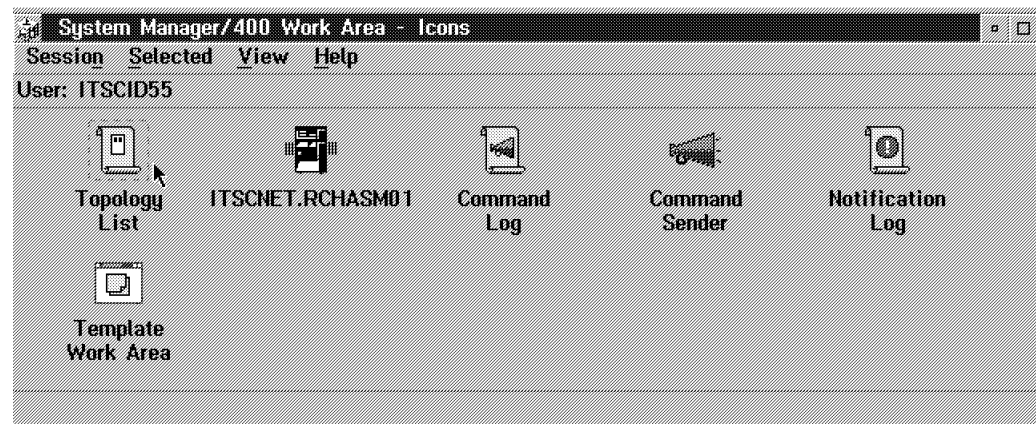 System Manager/400 Work Area - Icons
Session Selected View Help
User: ITSCID55
Topology ITSCNET.RCHASM01 Command Command Notification
List Log Sender Log
Template
Work Area